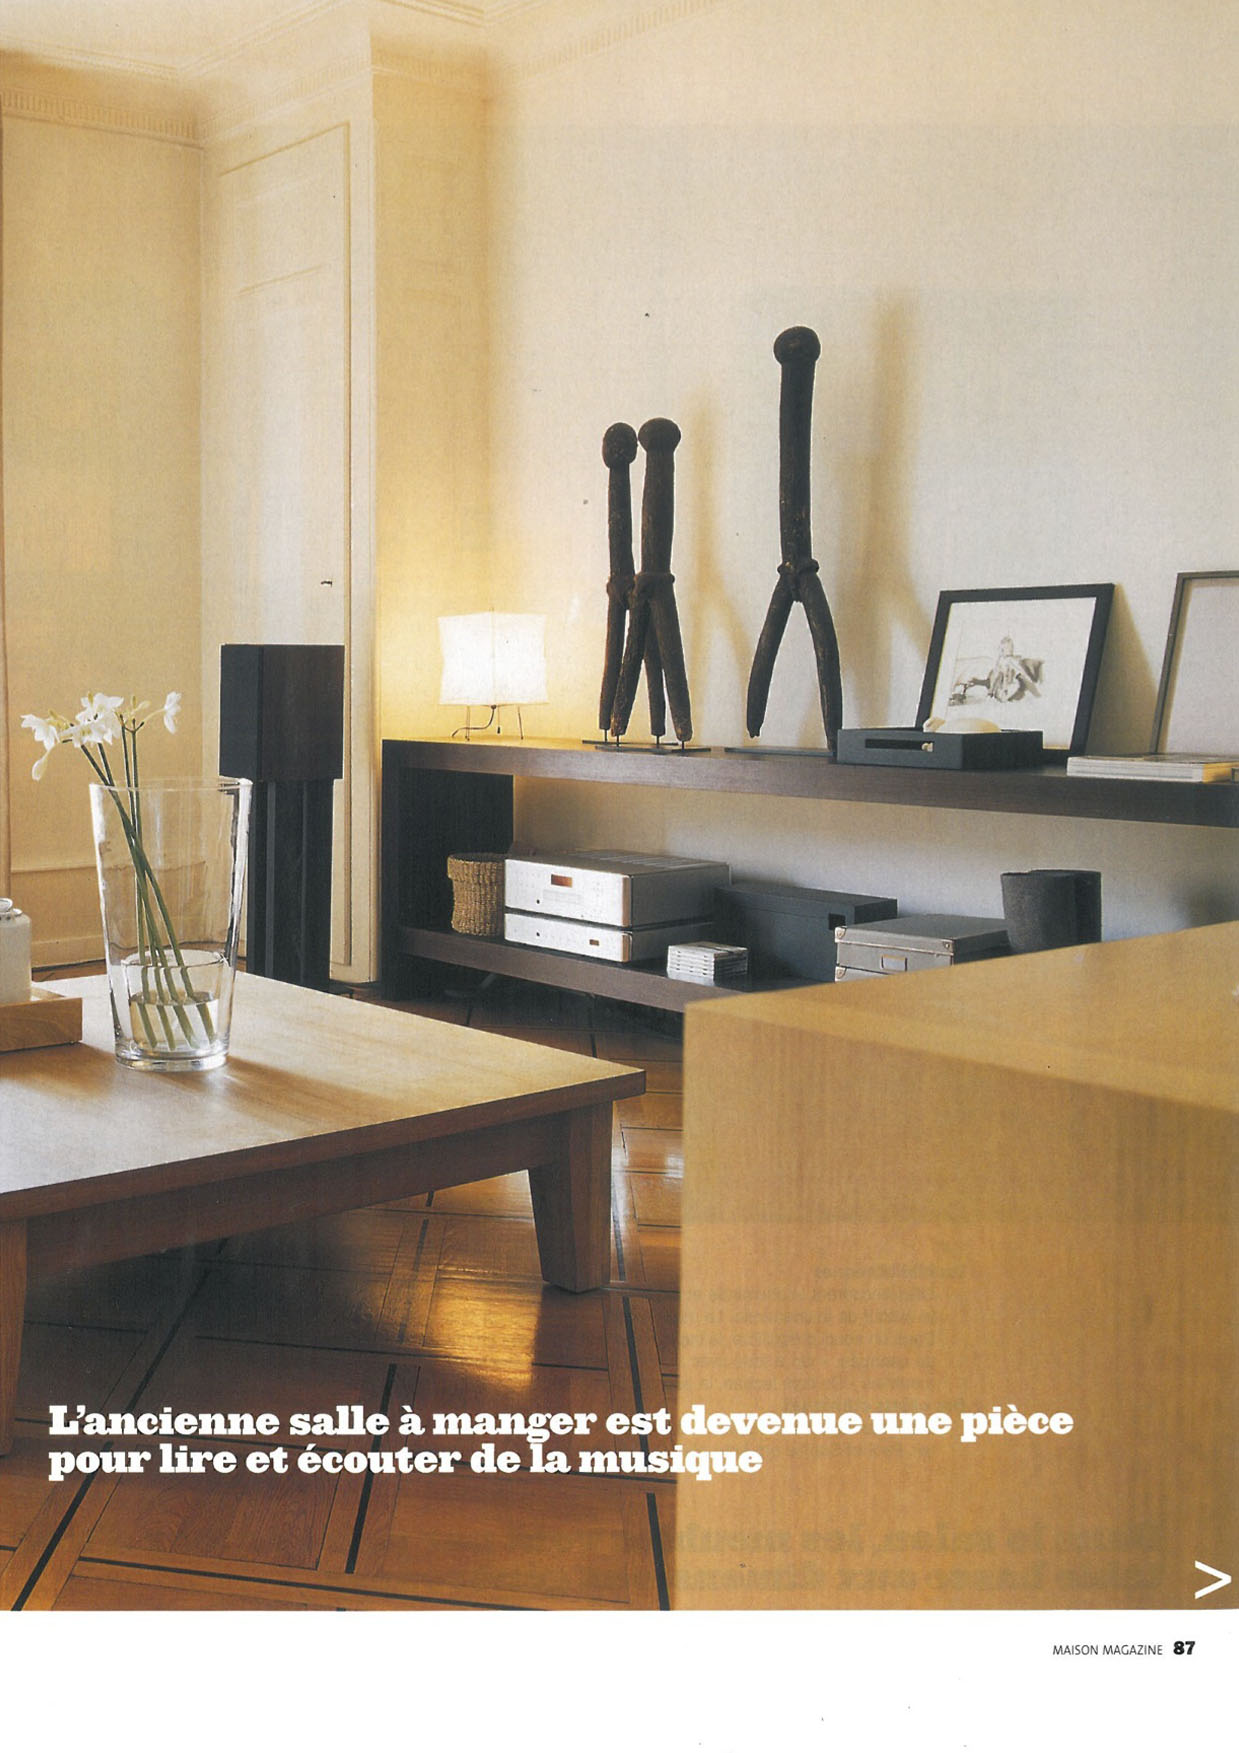 L'ancienne salle à manger est devenue une pièce
pour lire et écouter de la musique
>
MAISON MAGAZINE 87